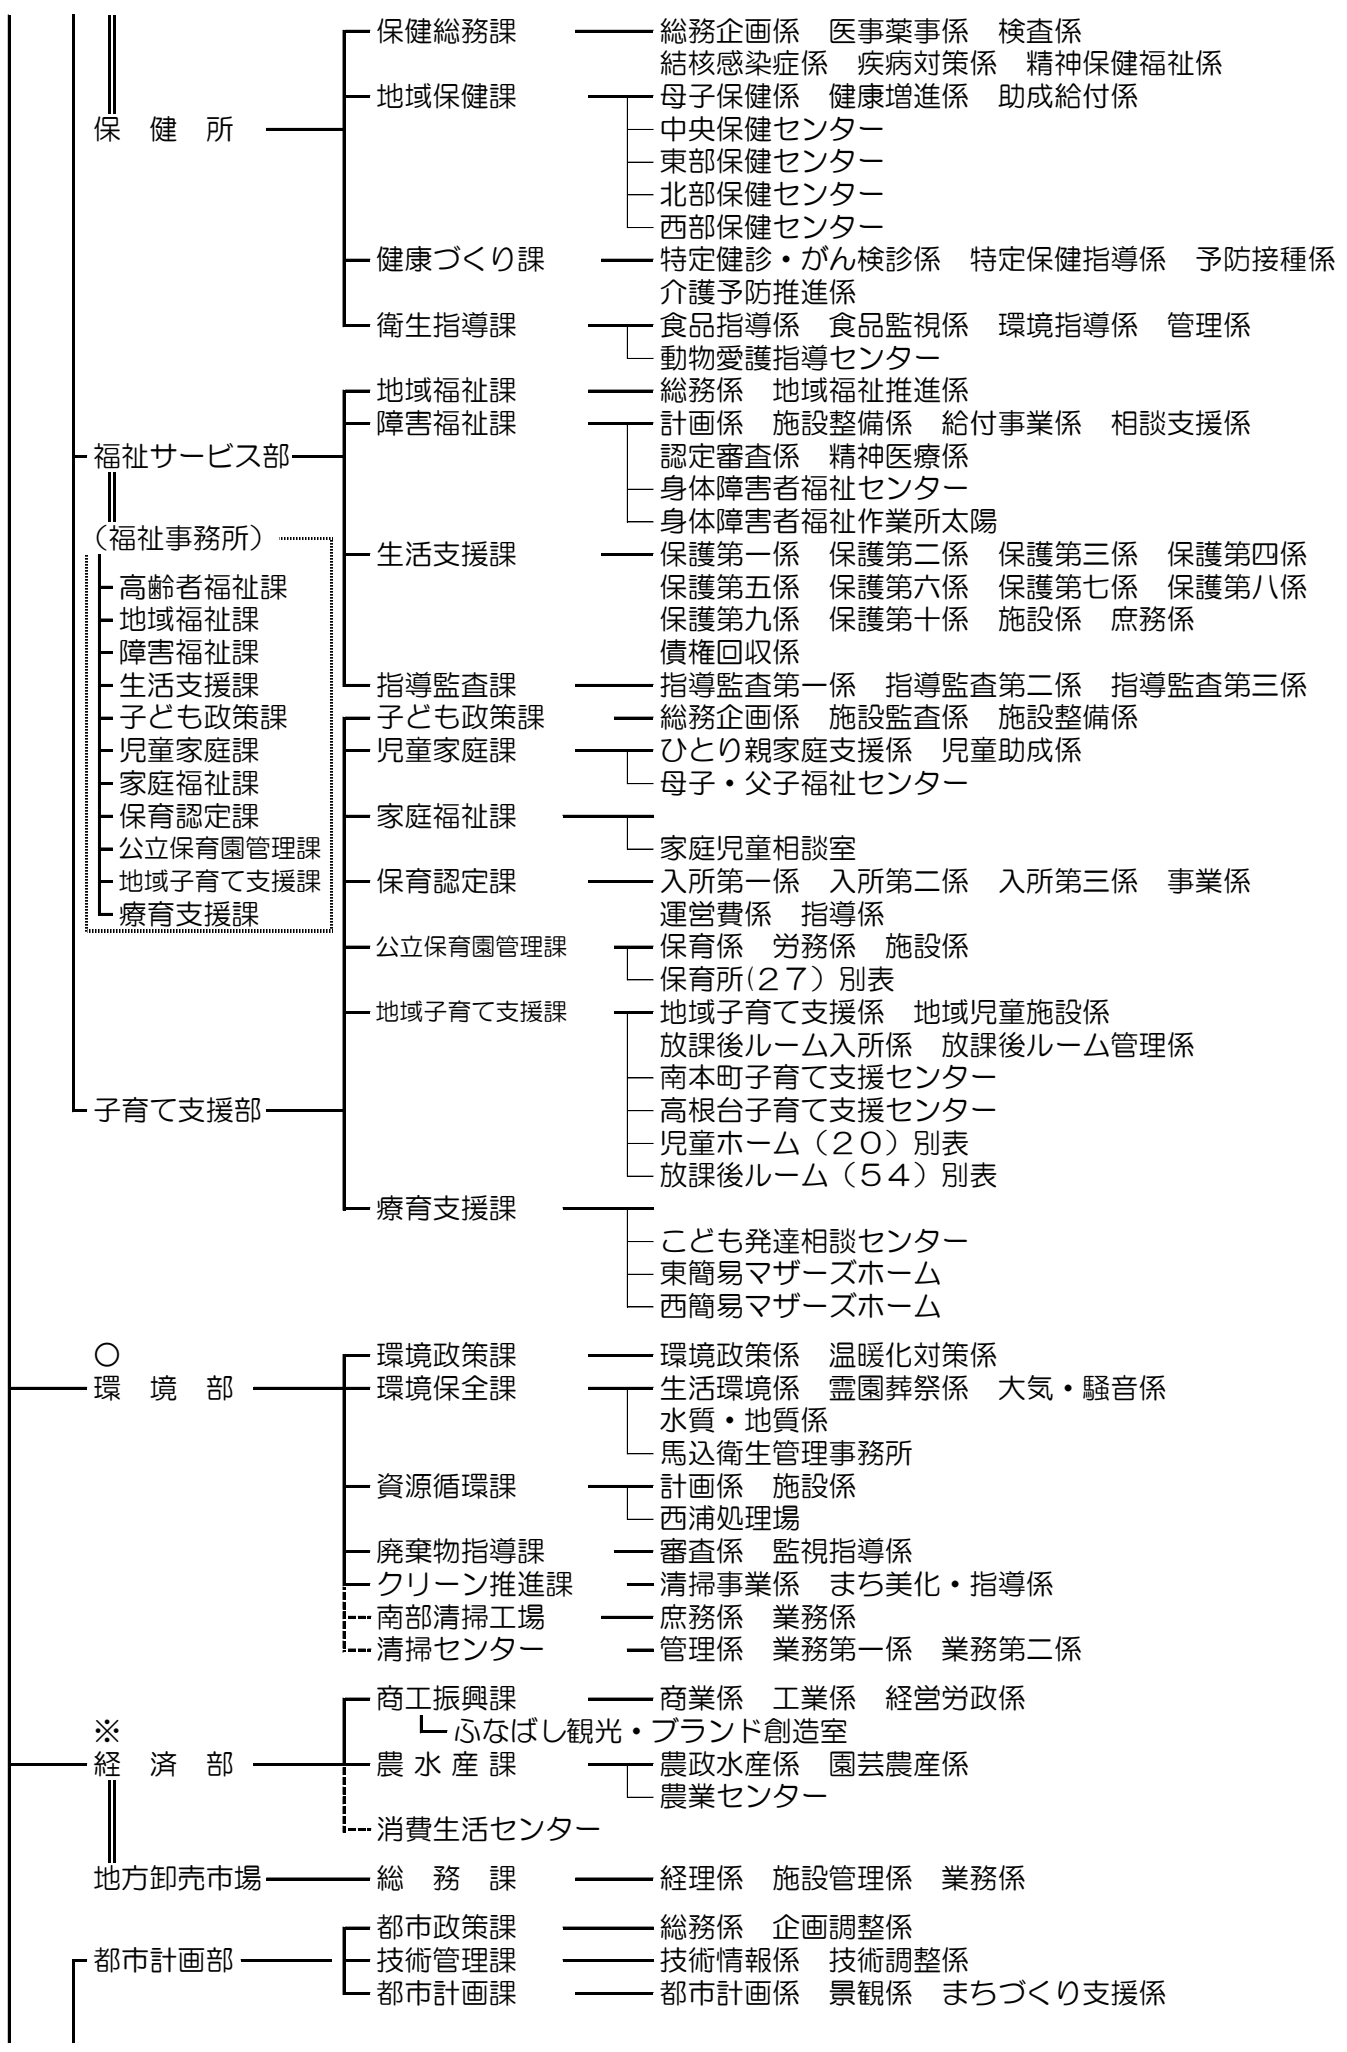 保健総務課　総務企画係　医事薬事係　検査係
結核感染症係　疾病対策係　精神保健福祉係
地域保健課　母子保健係　健康増進係　助成給付係
保　健　所　中央保健センター
東部保健センター
北部保健センター
西部保健センター
健康づくり課　特定健診・がん検診係　特定保健指導係　予防接種係
介護予防推進係
衛生指導課　食品指導係　食品監視係　環境指導係　管理係
動物愛護指導センター
地域福祉課　総務係　地域福祉推進係
障害福祉課　計画係　施設整備係　給付事業係　相談支援係
福祉サービス部　認定審査係　精神医療係
身体障害者福祉センター
身体障害者福祉作業所太陽
（福祉事務所）
生活支援課　保護第一係　保護第二係　保護第三係　保護第四係
高齢者福祉課　保護第五係　保護第六係　保護第七係　保護第八係
地域福祉課　保護第九係　保護第十係　施設係　庶務係
障害福祉課　債権回収係
生活支援課　指導監査課　指導監査第一係　指導監査第二係　指導監査第三係
子ども政策課　子ども政策課　総務企画係　施設監査係　施設整備係
児童家庭課　児童家庭課　ひとり親家庭支援係　児童助成係
家庭福祉課　母子・父子福祉センター
保育認定課　家庭福祉課
公立保育園管理課　家庭児童相談室
地域子育て支援課　保育認定課　入所第一係　入所第二係　入所第三係　事業係
療育支援課　運営費係　指導係
公立保育園管理課　保育係　労務係　施設係
保育所(２７）別表
地域子育て支援課　地域子育て支援係　地域児童施設係
放課後ルーム入所係　放課後ルーム管理係
南本町子育て支援センター
子育て支援部　高根台子育て支援センター
児童ホーム（２０）別表
放課後ルーム（５４）別表
療育支援課
こども発達相談センター
東簡易マザーズホーム
西簡易マザーズホーム
〇　環境政策課　環境政策係　温暖化対策係
環　境　部　環境保全課　生活環境係　霊園葬祭係　大気・騒音係
水質・地質係
馬込衛生管理事務所
資源循環課　計画係　施設係
西浦処理場
廃棄物指導課　審査係　監視指導係
クリーン推進課　清掃事業係　まち美化・指導係
南部清掃工場　庶務係　業務係
清掃センター　管理係　業務第一係　業務第二係
商工振興課　商業係　工業係　経営労政係
※　ふなばし観光・ブランド創造室
経　済　部　農 水 産 課　農政水産係　園芸農産係
農業センター
消費生活センター
地方卸売市場　総　務　課　経理係　施設管理係　業務係
都市政策課　総務係　企画調整係
都市計画部　技術管理課　技術情報係　技術調整係
都市計画課　都市計画係　景観係　まちづくり支援係